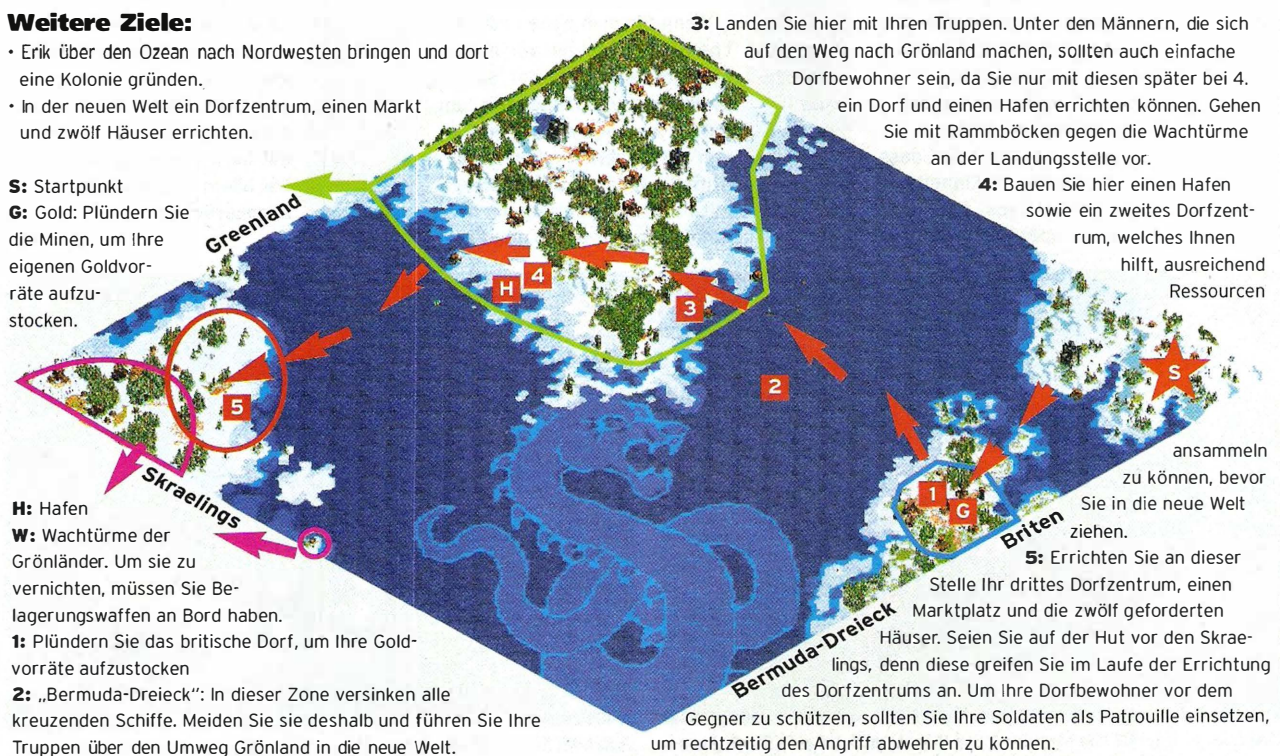 Weitere Ziele:
• Erik über den Ozean nach Nordwesten bringen und dort
eine Kolonie gründen.
• In der neuen Welt ein Dorfzentrum, einen Markt
und zwölf Häuser errichten.
S: Startpunkt
G: Gold: Plündern Sie
die Minen, um Ihre
eigenen Goldvor-
räte aufzu-
stocken.
H: Hafen
W: Wachtürme der
Grönländer. Um sie zu
vernichten, müssen Sie Be-
lagerungswaffen an Bord haben.
1: Plündern Sie das britische Dorf, um Ihre Gold-
vorräte aufzustocken
2: „Bermuda-Dreieck“: In dieser Zone versinken alle
kreuzenden Schiffe. Meiden Sie sie deshalb und führen Sie Ihre
Truppen über den Umweg Grönland in die neue Welt.
3: Landen Sie hier mit Ihren Truppen. Unter den Männern, die sich
auf den Weg nach Grönland machen, sollten auch einfache
Dorfbewohner sein, da Sie nur mit diesen später bei 4.
ein Dorf und einen Hafen errichten können. Gehen
Sie mit Rammböcken gegen die Wachtürme
an der Landungsstelle vor.
4: Bauen Sie hier einen Hafen
sowie ein zweites Dorfzent-
rum, welches Ihnen
hilft, ausreichend
Ressourcen
ansammeln
zu können, bevor
Sie in die neue Welt
ziehen.
5: Errichten Sie an dieser
Stelle Ihr drittes Dorfzentrum, einen
Marktplatz und die zwölf geforderten
Häuser. Seien Sie auf der Hut vor den Skrae-
lings, denn diese greifen Sie im Laufe der Errichtung
des Dorfzentrums an. Um Ihre Dorfbewohner vor dem
Gegner zu schützen, sollten Sie Ihre Soldaten als Patrouille einsetzen,
um rechtzeitig den Angriff abwehren zu können.
Greenland
Skraelings
Briten
Bermuda-Dreieck
H
4
3
2
5
S
1
G